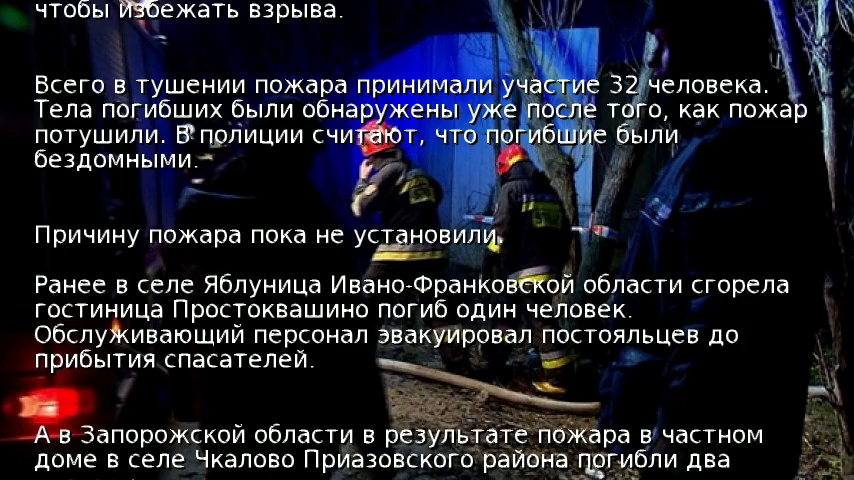 чтобы избежать взрыва.
Всего в тушении пожара принимали участие 32 человека.
Тела погибших были обнаружены уже после того, как пожар
потушили. В полиции считают, что погибшие были
бездомными.
Причину пожара пока не установили.
Ранее в селе Яблуница Ивано-Франковской области сгорела
гостиница Простоквашино погиб один человек.
Обслуживающий персонал эвакуировал постояльцев до
прибытия спасателей.
А в Запорожской области в результате пожара в частном
доме в селе Чкалово Приазовского района погибли два